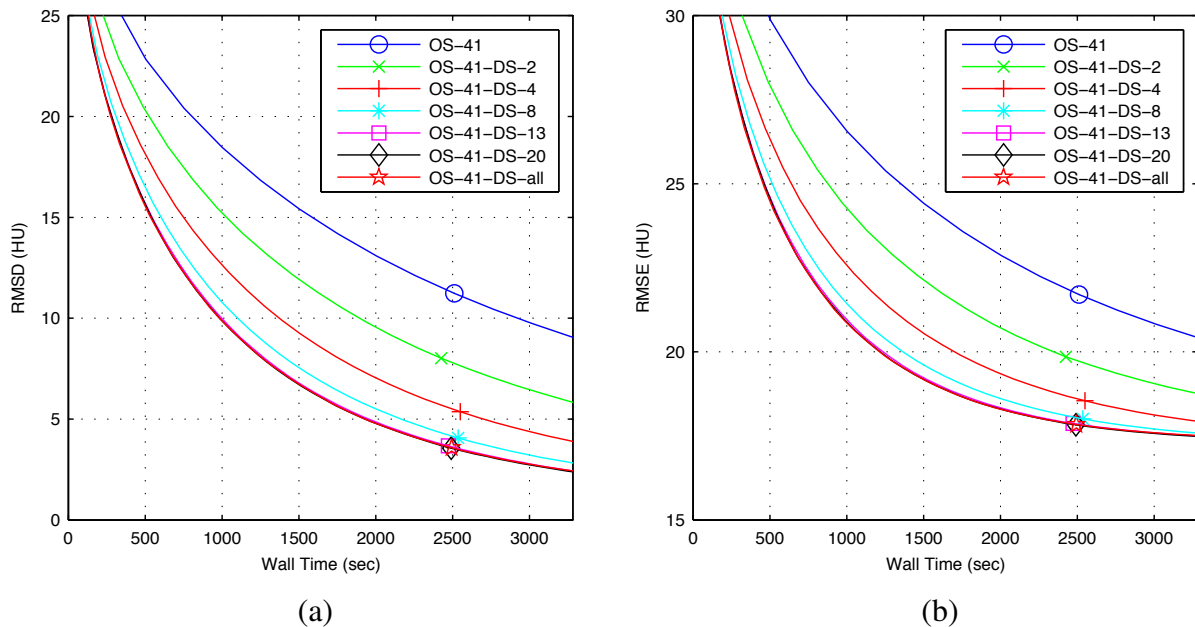 25
20
15
10
5
0
RMSD (HU)
0 500 1000 1500 2000 2500 3000
Wall Time (sec)
OS−41
OS−41−DS−2
OS−41−DS−4
OS−41−DS−8
OS−41−DS−13
OS−41−DS−20
OS−41−DS−all
(a)
30
25
20
15
RMSE (HU)
0 500 1000 1500 2000 2500 3000
Wall Time (sec)
OS−41
OS−41−DS−2
OS−41−DS−4
OS−41−DS−8
OS−41−DS−13
OS−41−DS−20
OS−41−DS−all
(b)